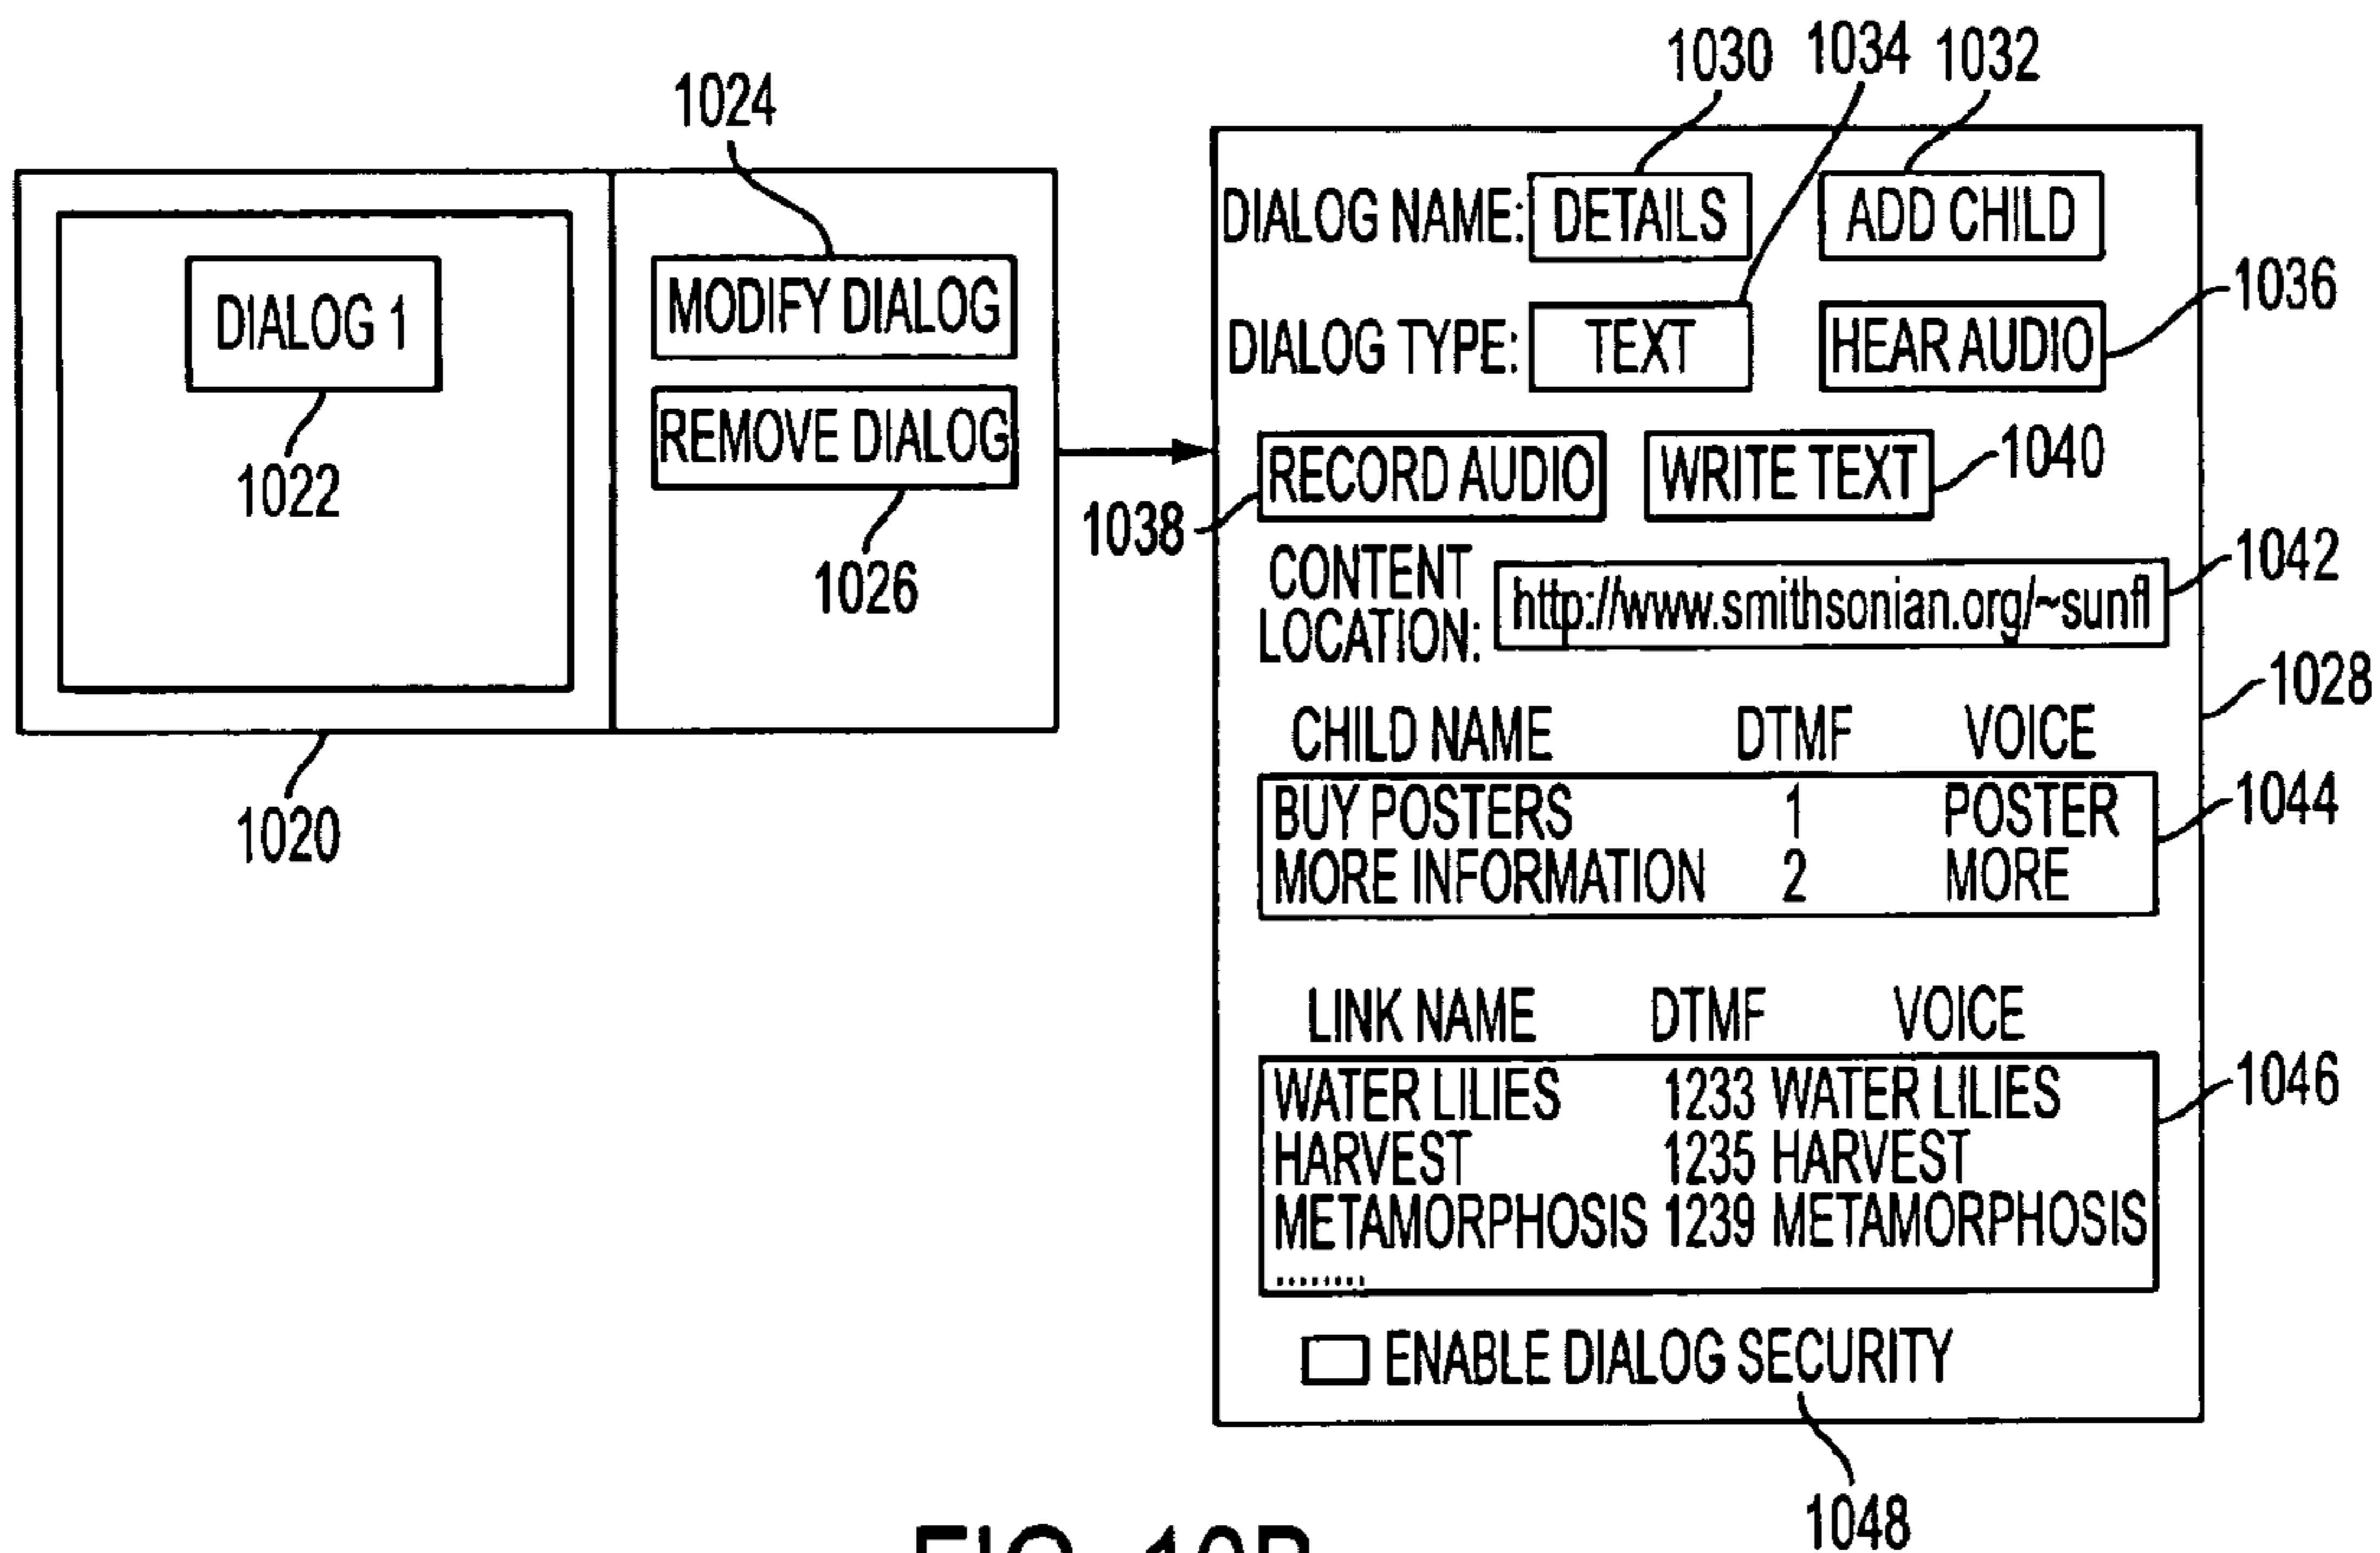 1024
DIALOG 1
1022
MODIFY DIALOG
REMOVE DIALOG
1026
1020
1030 1034 1032
DIALOG NAME: DETAILS ADD CHILD
DIALOG TYPE: TEXT HEAR AUDIO
1036
RECORD AUDIO WRITE TEXT
1040
1038
CONTENT
LOCATION: http://www.smithsonian.org/~sunfl
1042
1028
CHILD NAME DTMF VOICE
BUY POSTERS 1 POSTER
MORE INFORMATION 2 MORE
1044
LINK NAME DTMF VOICE
WATER LILIES 1233 WATER LILIES
HARVEST 1235 HARVEST
METAMORPHOSIS 1239 METAMORPHOSIS
........
1046
ENABLE DIALOG SECURITY
1048